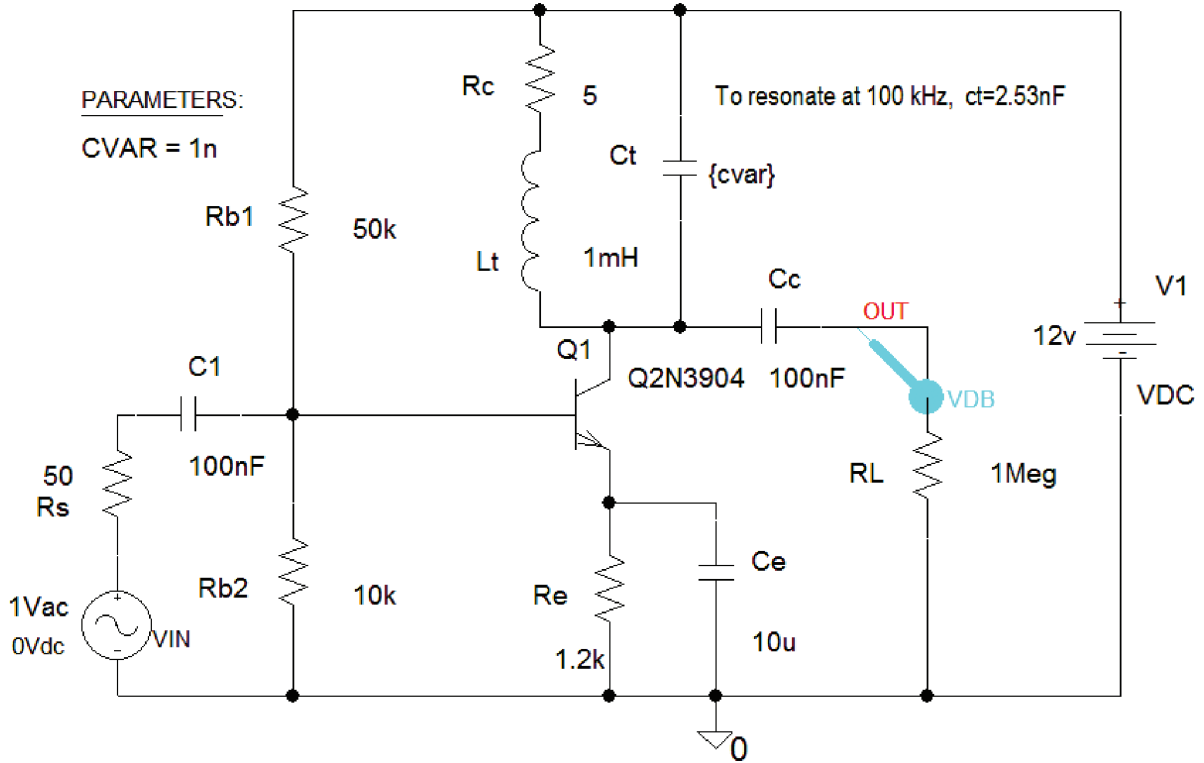 PARAMETERS:
CVAR = 1n
Rc
5
To resonate at 100 kHz, ct=2.53nF
Ct
{cvar}
Rb1
50k
Lt
1mH
Cc
OUT
V1
12v
VDC
C1
100nF
Q1
Q2N3904
100nF
VDB
50
Rs
RL
1Meg
Rb2
10k
1Vac
0Vdc
VIN
Re
1.2k
Ce
10u
0
+
-
+
-